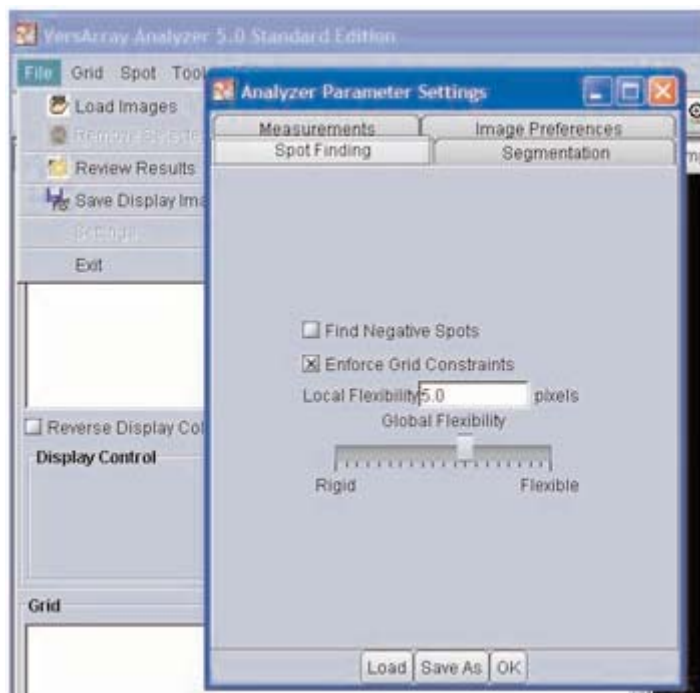 VersArray Analyzer 5.0 Standard Edition
File Grid Spot Tool
Load Images
Review Results
Save Display Ima
Settings
Exit
Reverse Display Col
Display Control
Grid
Analyzer Parameter Settings
Measurements
Image Preferences
Spot Finding
Segmentation
Find Negative Spots
Enforce Grid Constraints
Local Flexibility 5.0 pixels
Global Flexibility
Rigid
Flexible
Load
Save As
OK